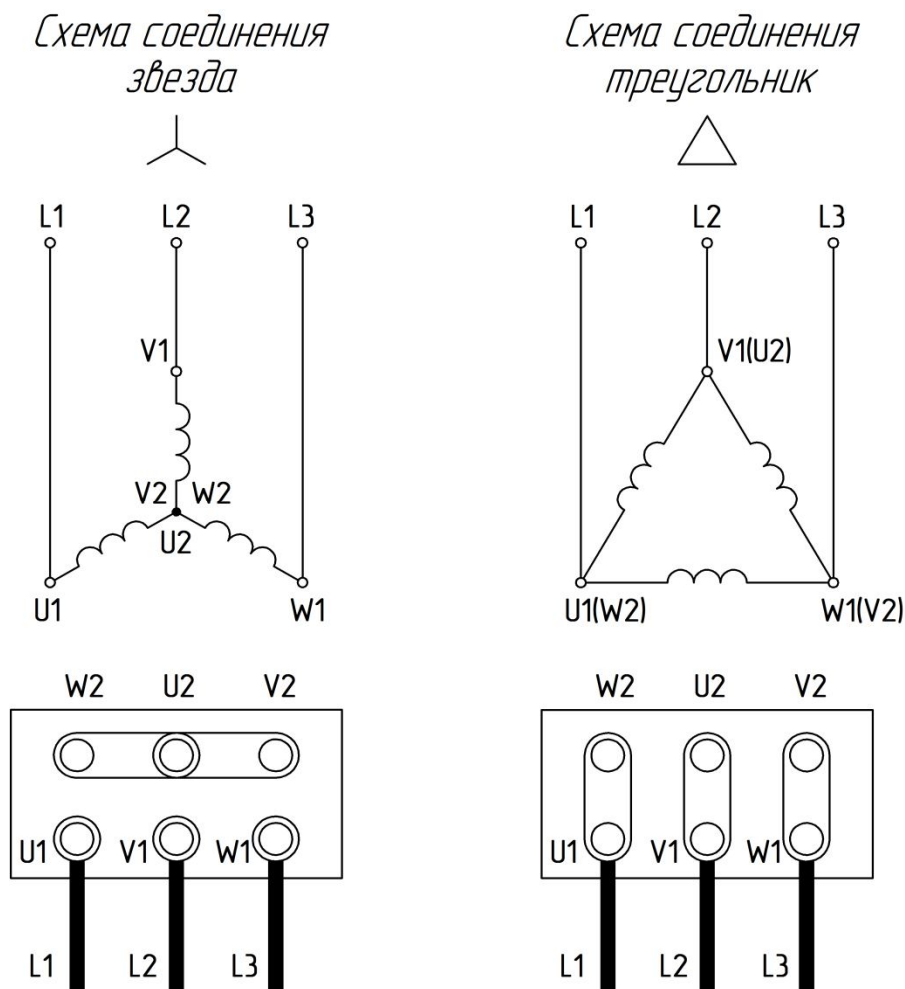 Схема соединения
звезда
L1 L2 L3
V1
V2 W2
U2
U1 W1
W2 U2 V2
U1 V1 W1
L1 L2 L3
Схема соединения
треугольник
L1 L2 L3
V1(U2)
U1(W2) W1(V2)
W2 U2 V2
U1 V1 W1
L1 L2 L3